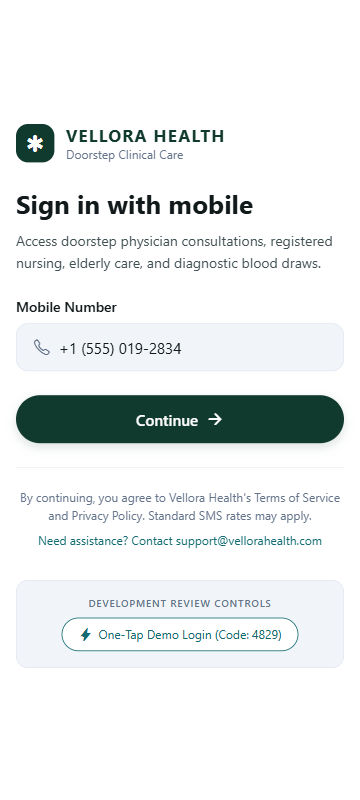 VELLORA HEALTH
Doorstep Clinical Care
Sign in with mobile
Access doorstep physician consultations, registered
nursing, elderly care, and diagnostic blood draws.
Mobile Number
+1 (555) 019-2834
Continue →
By continuing, you agree to Vellora Health's Terms of Service
and Privacy Policy. Standard SMS rates may apply.
Need assistance? Contact support@vellorahealth.com
DEVELOPMENT REVIEW CONTROLS
One-Tap Demo Login (Code: 4829)